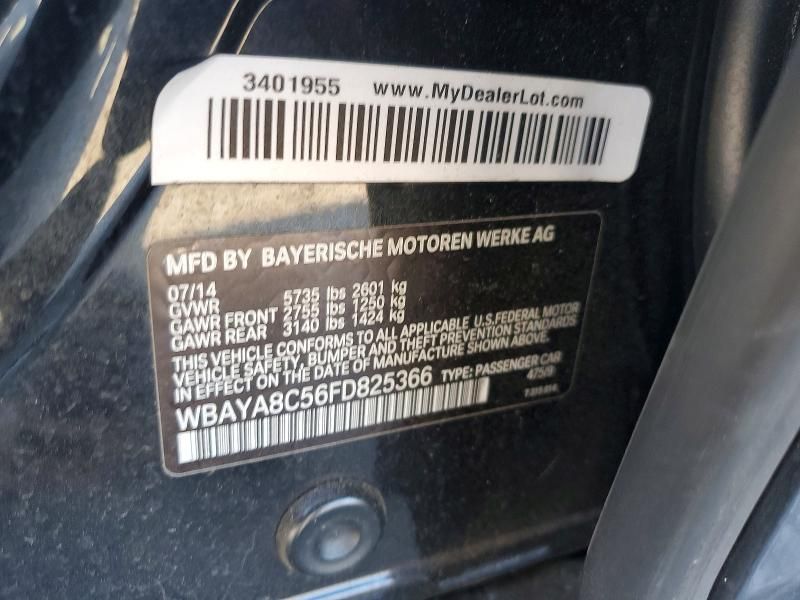 3401955 www.MyDealerLot.com
MFD BY BAYERISCHE MOTOREN WERKE AG
07/14
GVWR 5735 lbs 2601 kg
GAWR FRONT 2755 lbs 1250 kg
GAWR REAR 3140 lbs 1424 kg
THIS VEHICLE CONFORMS TO ALL APPLICABLE U.S. FEDERAL MOTOR
VEHICLE SAFETY, BUMPER AND THEFT PREVENTION STANDARDS
IN EFFECT ON THE DATE OF MANUFACTURE SHOWN ABOVE.
WBAYA8C56FD825366 TYPE: PASSENGER CAR
475/9